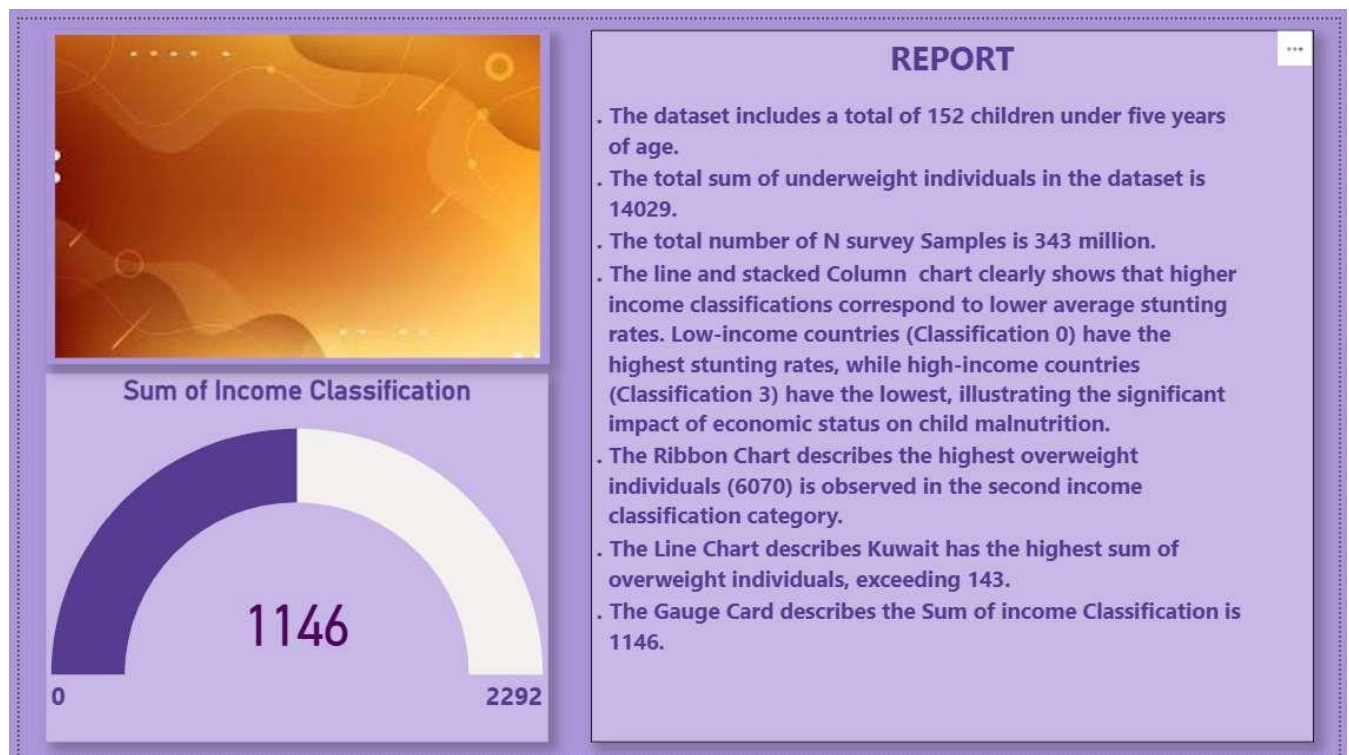 REPORT
...
. The dataset includes a total of 152 children under five years
of age.
. The total sum of underweight individuals in the dataset is
14029.
. The total number of N survey Samples is 343 million.
. The line and stacked Column  chart clearly shows that higher
income classifications correspond to lower average stunting
rates. Low-income countries (Classification 0) have the
highest stunting rates, while high-income countries
(Classification 3) have the lowest, illustrating the significant
impact of economic status on child malnutrition.
. The Ribbon Chart describes the highest overweight
individuals (6070) is observed in the second income
classification category.
. The Line Chart describes Kuwait has the highest sum of
overweight individuals, exceeding 143.
. The Gauge Card describes the Sum of income Classification is
1146.
Sum of Income Classification
1146
0
2292